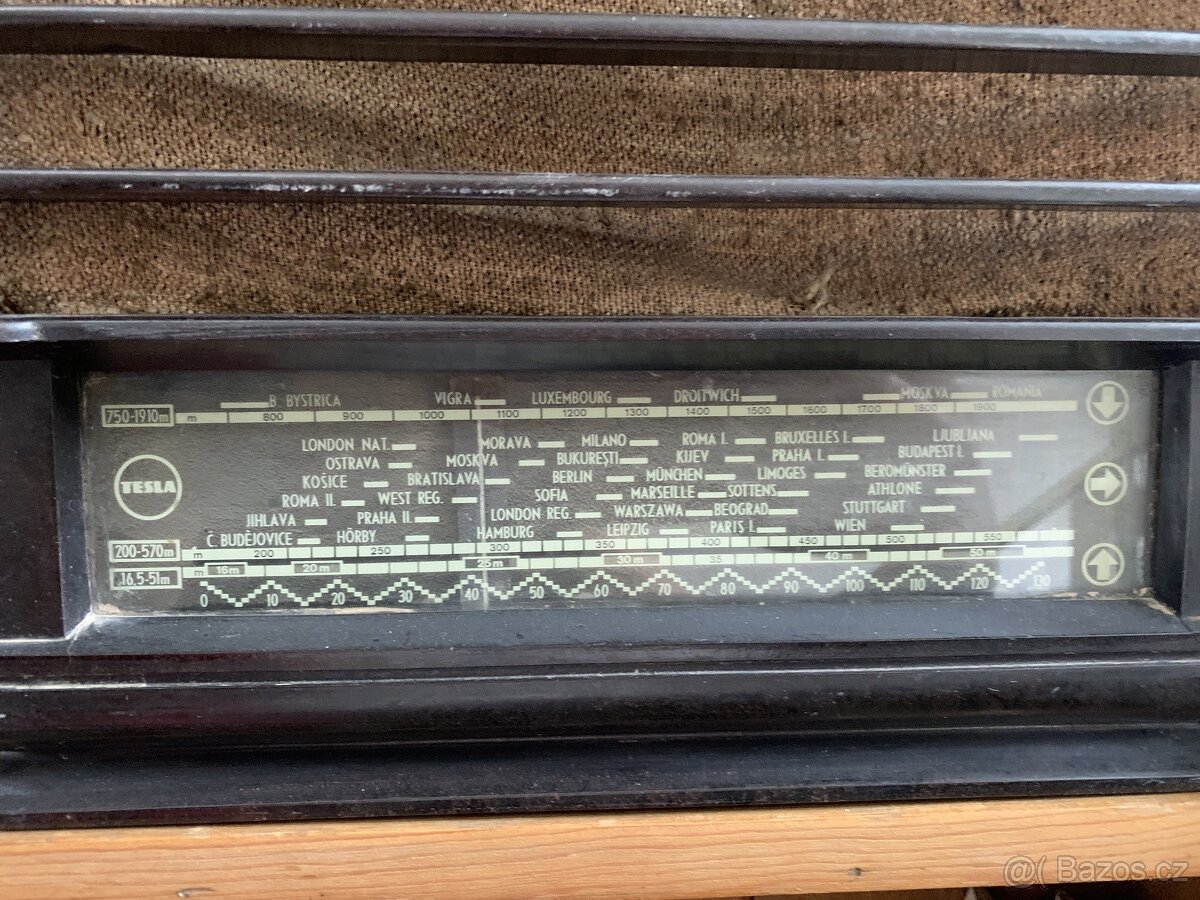 B. BYSTRICA VIGRA LUXEMBOURG DROITWICH MOSKVA ROMANIA
750-1910m m 800 900 1000 1100 1200 1300 1400 1500 1600 1700 1800 1900
LONDON NAT. MORAVA MILANO ROMA I. BRUXELLES I. LJUBLJANA
OSTRAVA MOSKVA BUKUREŞTI KIJEV PRAHA I. BUDAPEST I.
KOŠICE BRATISLAVA BERLIN MÜNCHEN LIMOGES BEROMÜNSTER
TESLA
ROMA II. WEST REG. SOFIA MARSEILLE SOTTENS ATHLONE
JIHLAVA PRAHA II. LONDON REG. WARSZAWA BEOGRAD STUTTGART
Č. BUDĚJOVICE HÖRBY HAMBURG LEIPZIG PARIS I. WIEN
200-570m m 200 250 300 350 400 450 500 550
16,5-51m m 16m 20m 25m 30m 35 40m 50m
0 10 20 30 40 50 60 70 80 90 100 110 120 130
@( Bazos.cz